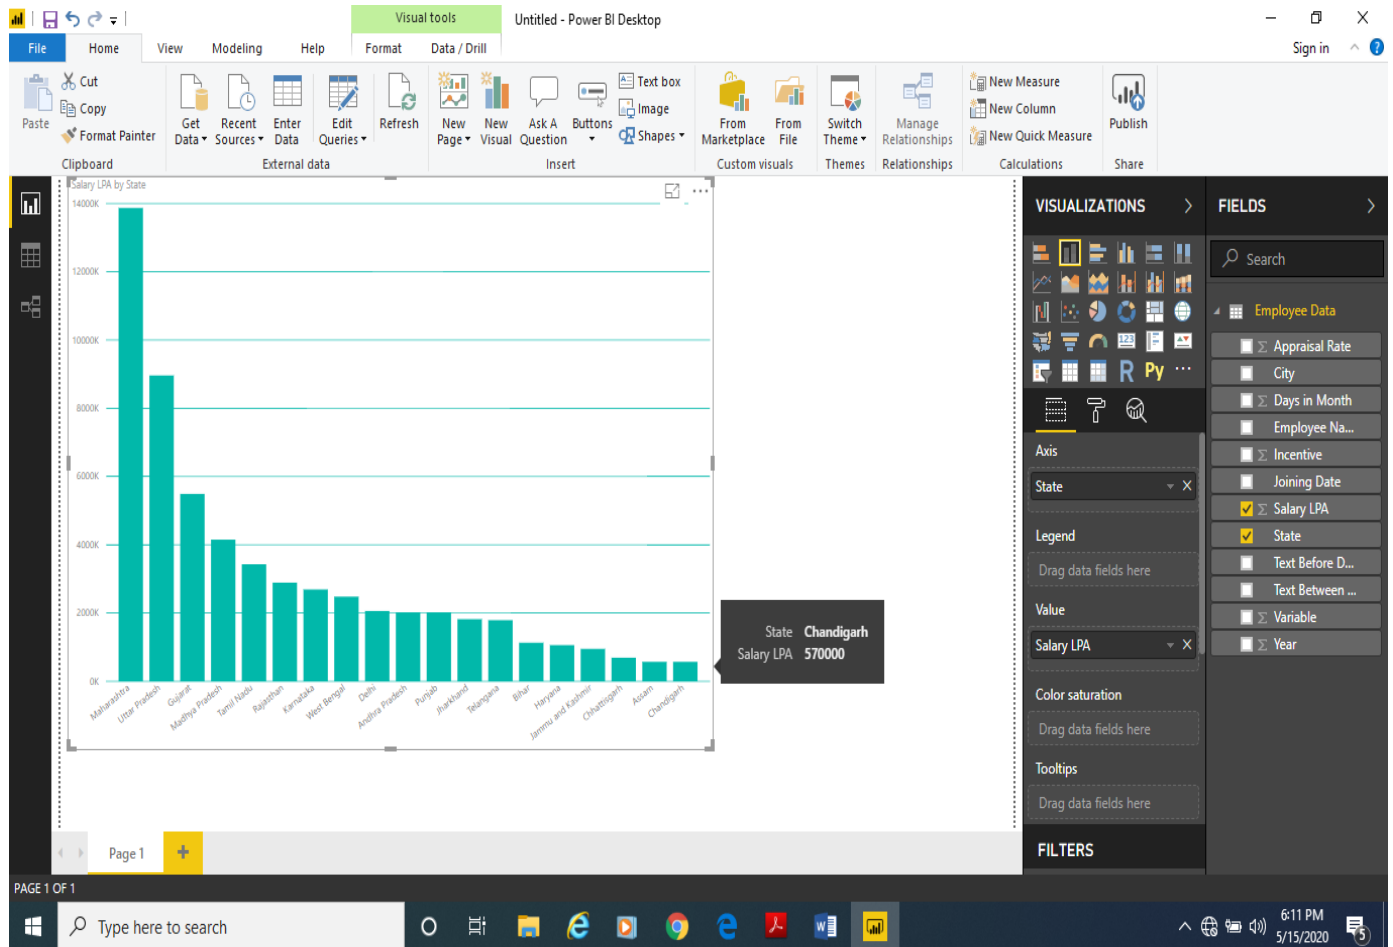 Visual tools
Untitled - Power BI Desktop
File Home View Modeling Help Format Data / Drill Sign in
Paste
Cut
Copy
Format Painter
Clipboard
Get Data
Recent Sources
Enter Data
Edit Queries
External data
Refresh
New Page
New Visual
Ask A Question
Buttons
Text box
Image
Shapes
Insert
From Marketplace
From File
Custom visuals
Switch Theme
Themes
Manage Relationships
Relationships
New Measure
New Column
New Quick Measure
Calculations
Publish
Share
Salary LPA by State
14000K
12000K
10000K
8000K
6000K
4000K
2000K
0K
Maharashtra
Uttar Pradesh
Gujarat
Madhya Pradesh
Tamil Nadu
Rajasthan
Karnataka
West Bengal
Delhi
Andhra Pradesh
Punjab
Jharkhand
Telangana
Bihar
Haryana
Jammu and Kashmir
Chhattisgarh
Assam
Chandigarh
State Chandigarh
Salary LPA 570000
VISUALIZATIONS
123
R Py
Axis
State
Legend
Drag data fields here
Value
Salary LPA
Color saturation
Drag data fields here
Tooltips
Drag data fields here
FILTERS
FIELDS
Search
Employee Data
Appraisal Rate
City
Days in Month
Employee Na...
Incentive
Joining Date
Salary LPA
State
Text Before D...
Text Between ...
Variable
Year
Page 1
PAGE 1 OF 1
Type here to search
6:11 PM
5/15/2020
5